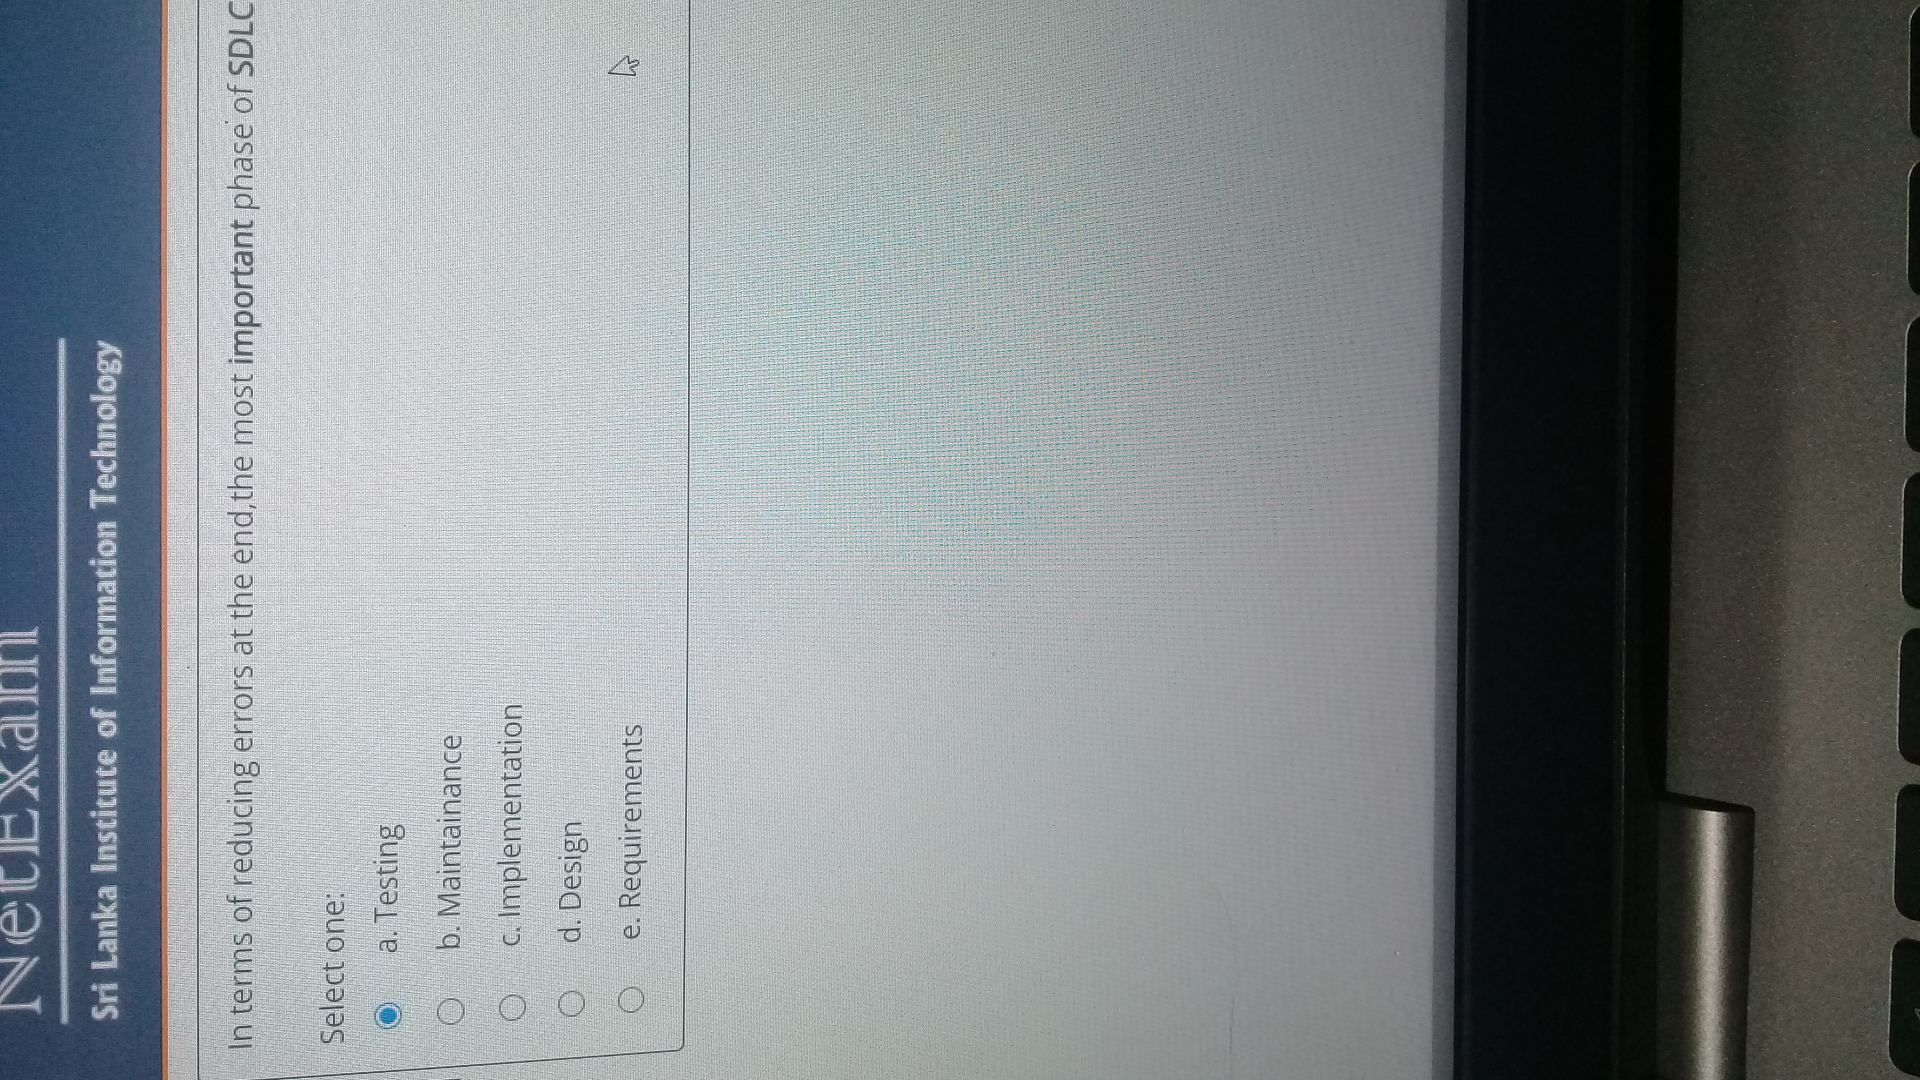 NetExam
Sri Lanka Institute of Information Technology
In terms of reducing errors at the end,the most important phase of SDLC
Select one:
a. Testing
b. Maintainance
c. Implementation
d. Design
e. Requirements